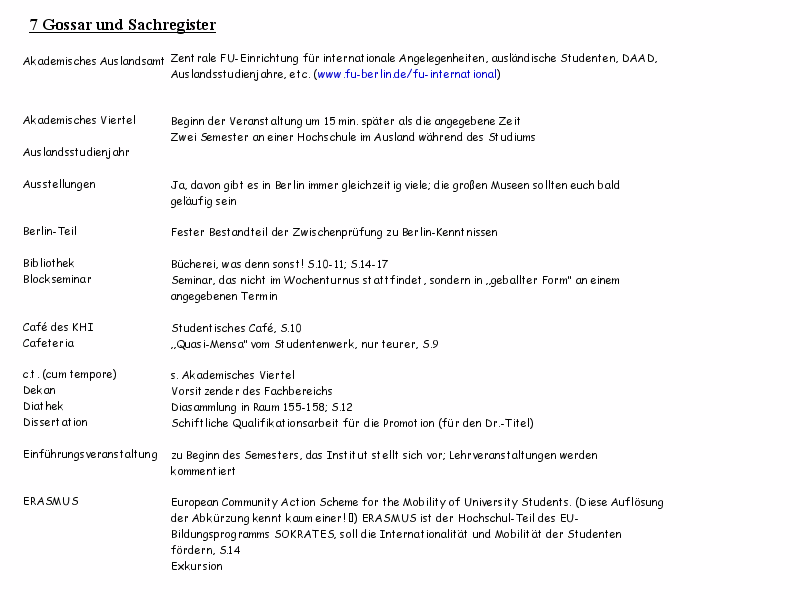 7 Gossar und Sachregister
Akademisches Auslandsamt Zentrale FU-Einrichtung für internationale Angelegenheiten, ausländische Studenten, DAAD,
Auslandsstudienjahre, etc. (www.fu-berlin.de/fu-international)
Akademisches Viertel Beginn der Veranstaltung um 15 min. später als die angegebene Zeit
Zwei Semester an einer Hochschule im Ausland während des Studiums
Auslandsstudienjahr
Ausstellungen Ja, davon gibt es in Berlin immer gleichzeitig viele; die großen Museen sollten euch bald
geläufig sein
Berlin-Teil Fester Bestandteil der Zwischenprüfung zu Berlin-Kenntnissen
Bibliothek Bücherei, was denn sonst! S.10-11; S.14-17
Blockseminar Seminar, das nicht im Wochenturnus stattfindet, sondern in „geballter Form" an einem
angegebenen Termin
Café des KHI Studentisches Café, S.10
Cafeteria „Quasi-Mensa" vom Studentenwerk, nur teurer, S.9
c.t. (cum tempore) s. Akademisches Viertel
Dekan Vorsitzender des Fachbereichs
Diathek Diasammlung in Raum 155-158; S.12
Dissertation Schiftliche Qualifikationsarbeit für die Promotion (für den Dr.-Titel)
Einführungsveranstaltung zu Beginn des Semesters, das Institut stellt sich vor; Lehrveranstaltungen werden
kommentiert
ERASMUS European Community Action Scheme for the Mobility of University Students. (Diese Auflösung
der Abkürzung kennt kaum einer! ▯) ERASMUS ist der Hochschul-Teil des EU-
Bildungsprogramms SOKRATES, soll die Internationalität und Mobilität der Studenten
fördern, S.14
Exkursion